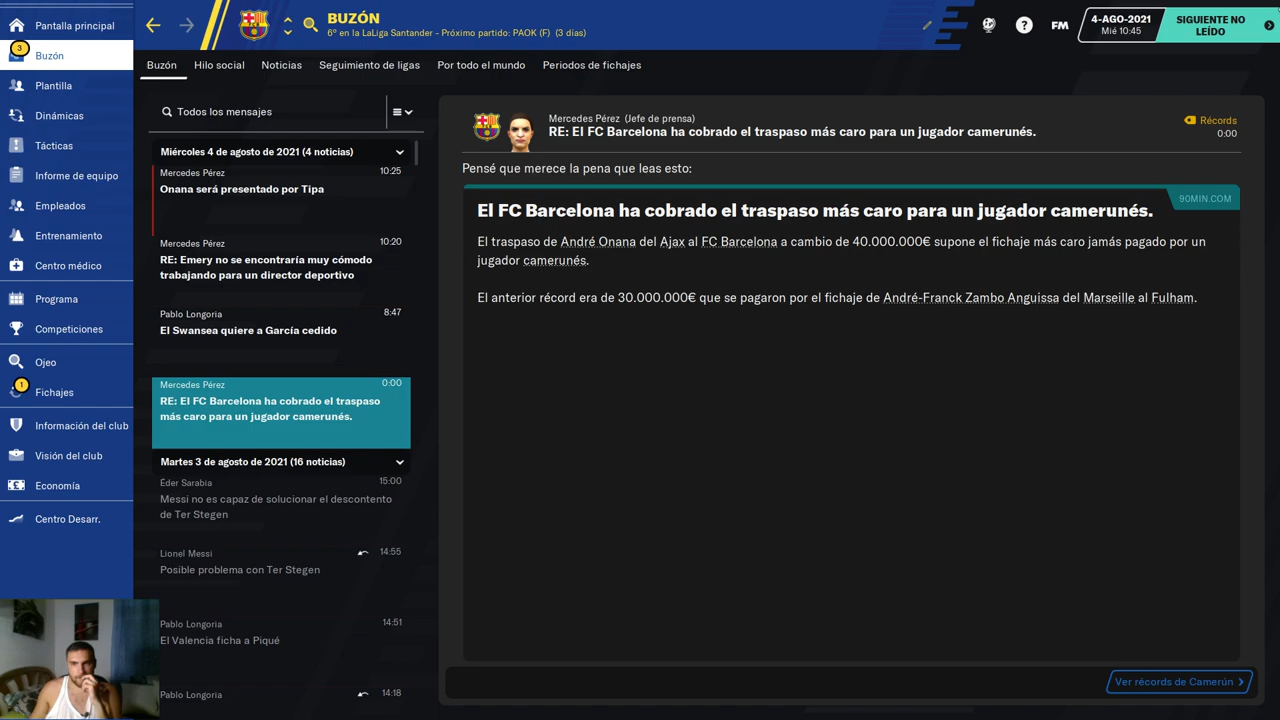 Pantalla principal
3
Buzón
Plantilla
Dinámicas
Tácticas
Informe de equipo
Empleados
Entrenamiento
Centro médico
Programa
Competiciones
Ojeo
1
Fichajes
Información del club
Visión del club
Economía
Centro Desarr.
BUZÓN
6º en la LaLiga Santander - Próximo partido: PAOK (F) (3 días)
?
FM
4-AGO-2021
Mié 10:45
SIGUIENTE NO
LEÍDO
Buzón
Hilo social
Noticias
Seguimiento de ligas
Por todo el mundo
Periodos de fichajes
Todos los mensajes
Miércoles 4 de agosto de 2021 (4 noticias)
Mercedes Pérez 10:25
Onana será presentado por Tipa
Mercedes Pérez 10:20
RE: Emery no se encontraría muy cómodo
trabajando para un director deportivo
Pablo Longoria 8:47
El Swansea quiere a García cedido
Mercedes Pérez 0:00
RE: El FC Barcelona ha cobrado el traspaso
más caro para un jugador camerunés.
Martes 3 de agosto de 2021 (16 noticias)
Éder Sarabia 15:00
Messi no es capaz de solucionar el descontento
de Ter Stegen
Lionel Messi 14:55
Posible problema con Ter Stegen
Pablo Longoria 14:51
El Valencia ficha a Piqué
Pablo Longoria 14:18
Mercedes Pérez (Jefe de prensa)
RE: El FC Barcelona ha cobrado el traspaso más caro para un jugador camerunés.
Récords
0:00
Pensé que merece la pena que leas esto:
90MIN.COM
El FC Barcelona ha cobrado el traspaso más caro para un jugador camerunés.
El traspaso de André Onana del Ajax al FC Barcelona a cambio de 40.000.000€ supone el fichaje más caro jamás pagado por un
jugador camerunés.
El anterior récord era de 30.000.000€ que se pagaron por el fichaje de André-Franck Zambo Anguissa del Marseille al Fulham.
Ver récords de Camerún